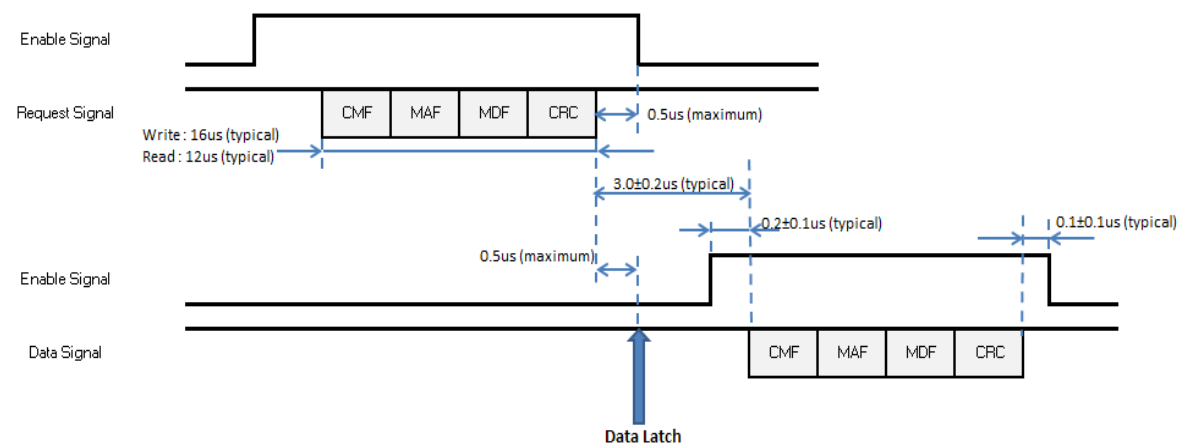 Enable Signal
Request Signal
CMF MAF MDF CRC
0.5us (maximum)
Write : 16us (typical)
Read : 12us (typical)
3.0±0.2us (typical)
0.2±0.1us (typical)
0.1±0.1us (typical)
0.5us (maximum)
Enable Signal
Data Signal
CMF MAF MDF CRC
Data Latch